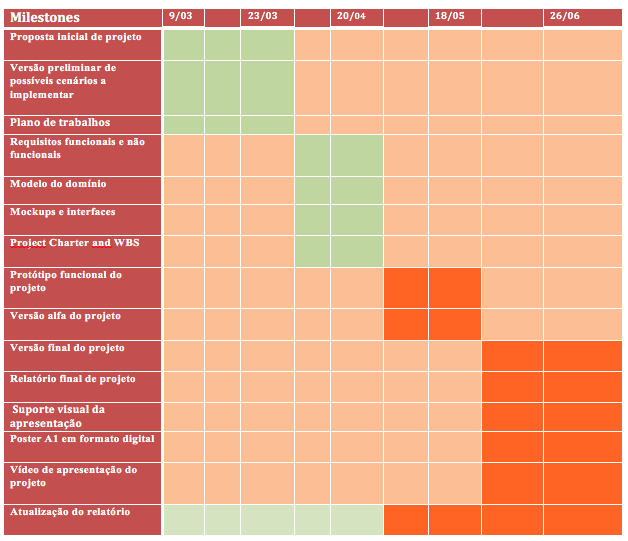 Milestones 9/03 23/03 20/04 18/05 26/06
Proposta inicial de projeto
Versão preliminar de
possíveis cenários a
implementar
Plano de trabalhos
Requisitos funcionais e não
funcionais
Modelo do domínio
Mockups e interfaces
Project Charter and WBS
Protótipo funcional do
projeto
Versão alfa do projeto
Versão final do projeto
Relatório final de projeto
Suporte visual da
apresentação
Poster A1 em formato digital
Vídeo de apresentação do
projeto
Atualização do relatório